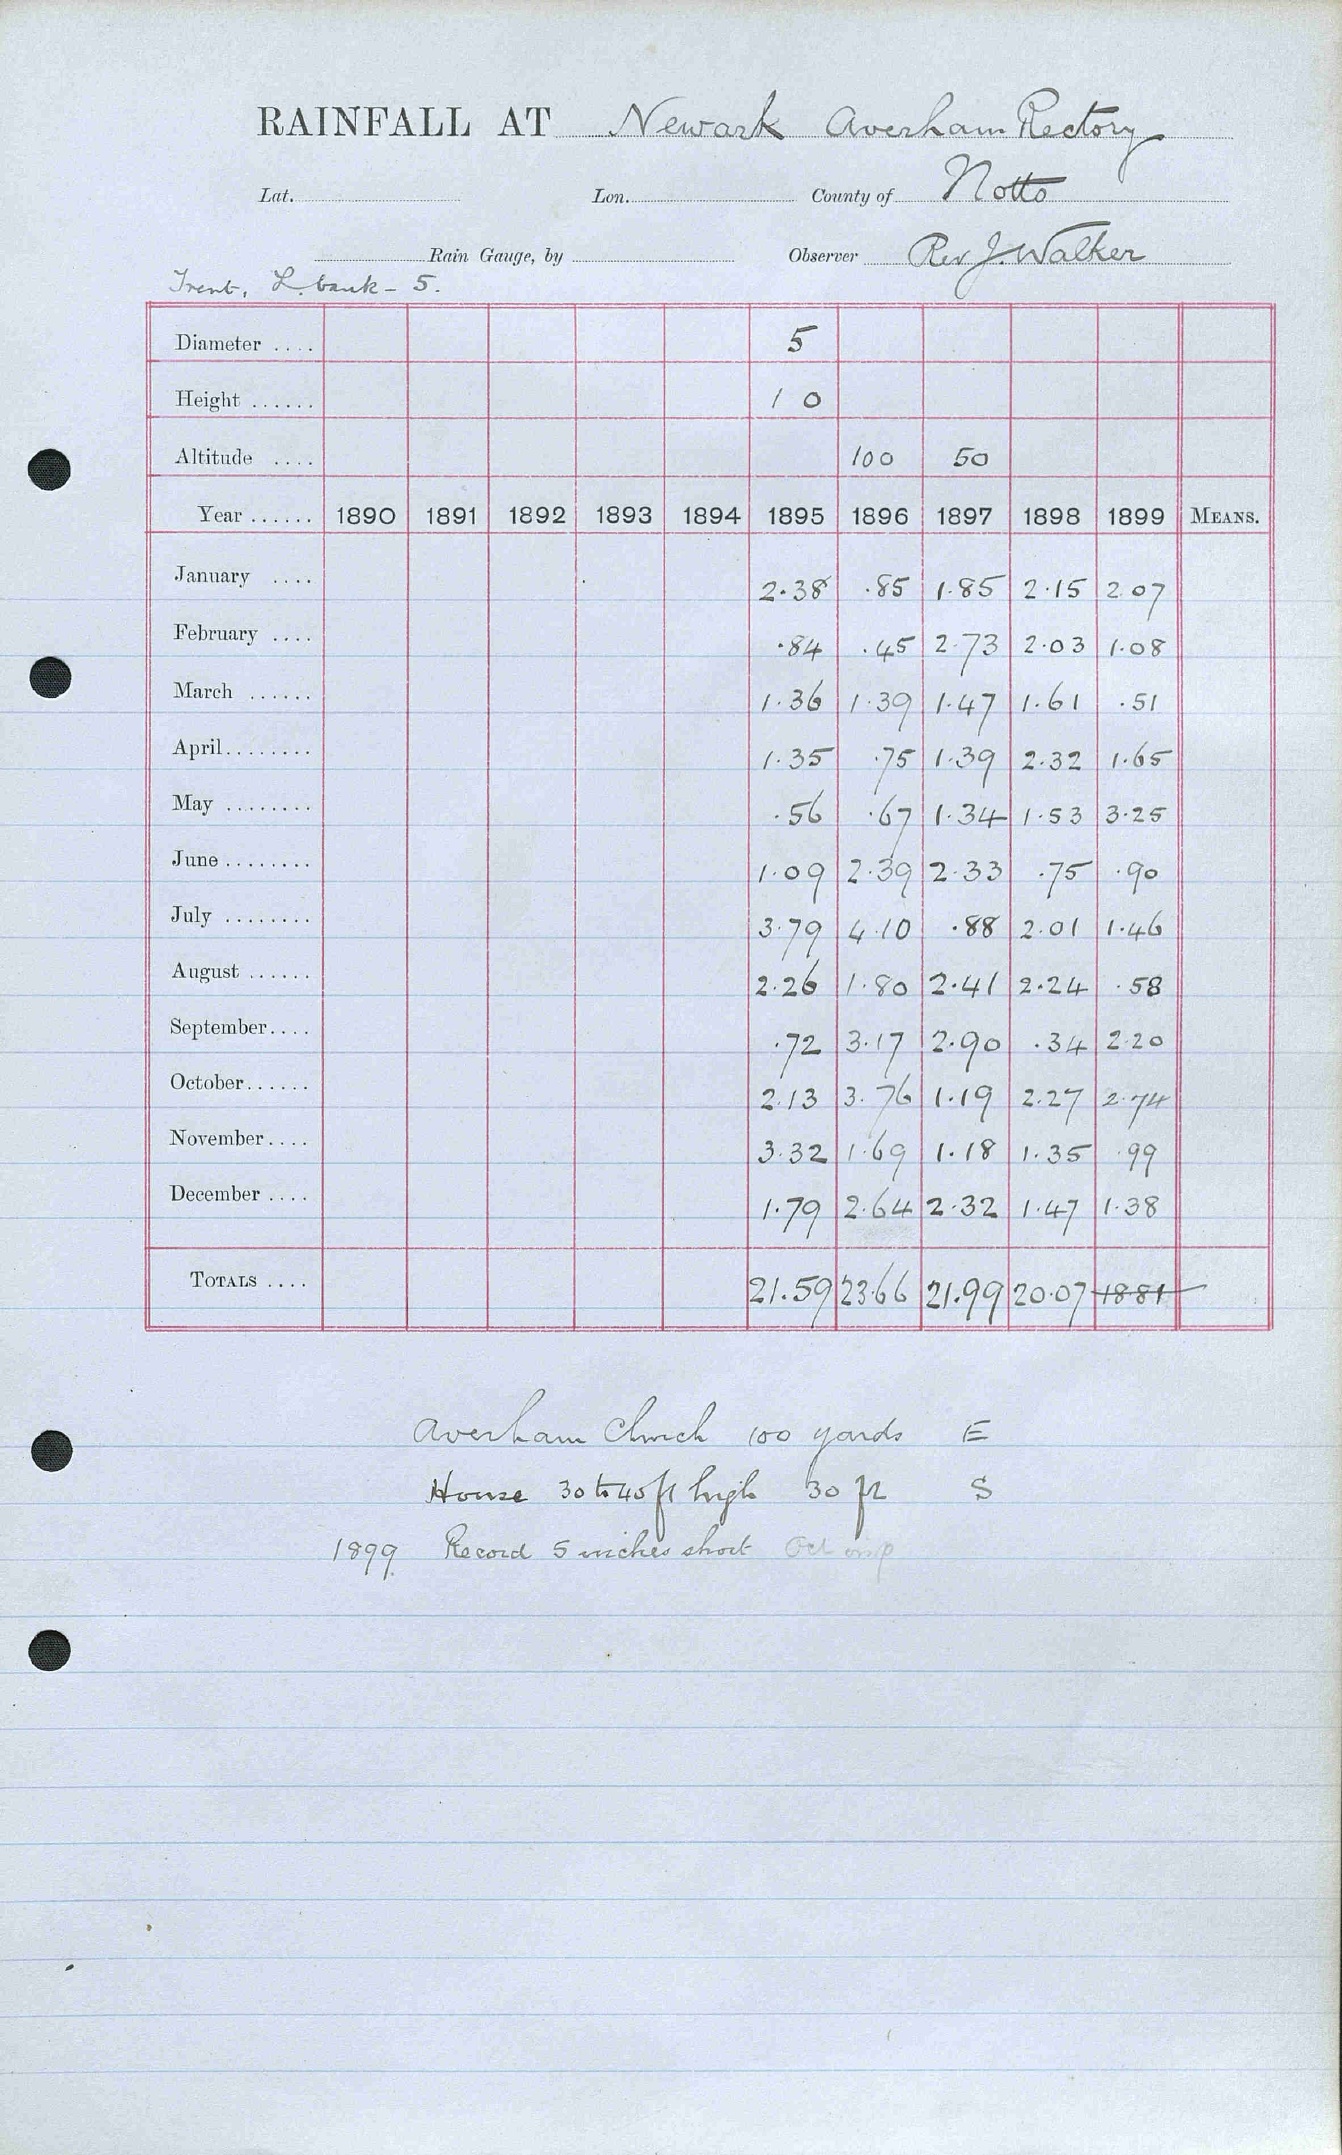 RAINFALL AT Newark Averham Rectory
Lat. Lon. County of Notts
Rain Gauge, by Observer Rev J. Walker
Trent, L. bank - 5.
Diameter .... 5
Height ...... 1 0
Altitude .... 100 50
Year ...... 1890 1891 1892 1893 1894 1895 1896 1897 1898 1899 MEANS.
January .... 2.38 .85 1.85 2.15 2.07
February .... .84 .45 2.73 2.03 1.08
March ...... 1.36 1.39 1.47 1.61 .51
April........ 1.35 .75 1.39 2.32 1.65
May ........ .56 .67 1.34 1.53 3.25
June ........ 1.09 2.39 2.33 .75 .90
July ........ 3.79 4.10 .88 2.01 1.46
August ...... 2.26 1.80 2.41 2.24 .58
September.... .72 3.17 2.90 .34 2.20
October...... 2.13 3.76 1.19 2.27 2.74
November.... 3.32 1.69 1.18 1.35 .99
December .... 1.79 2.64 2.32 1.47 1.38
TOTALS .... 21.59 23.66 21.99 20.07 18.81
Averham Church 100 yards E
House 30 to 40 ft high 30 ft S
1899 Record 5 inches short Oct